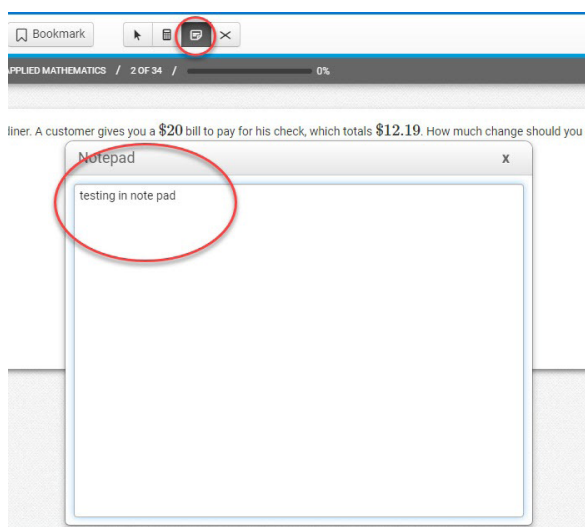 Bookmark
APPLIED MATHEMATICS / 2 OF 34 / 0%
liner. A customer gives you a $20 bill to pay for his check, which totals $12.19. How much change should you
Notepad x
testing in note pad